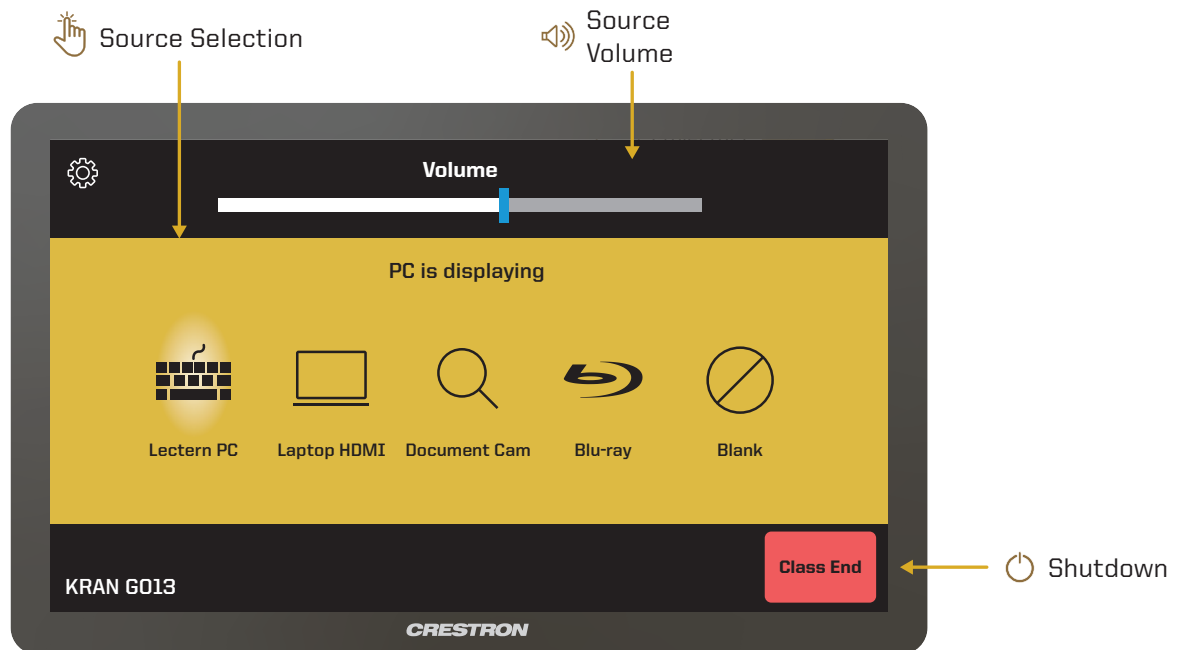 Source Selection
Source
Volume
Volume
PC is displaying
Lectern PC
Laptop HDMI
Document Cam
Blu-ray
Blank
Class End
Shutdown
KRAN G013
CRESTRON